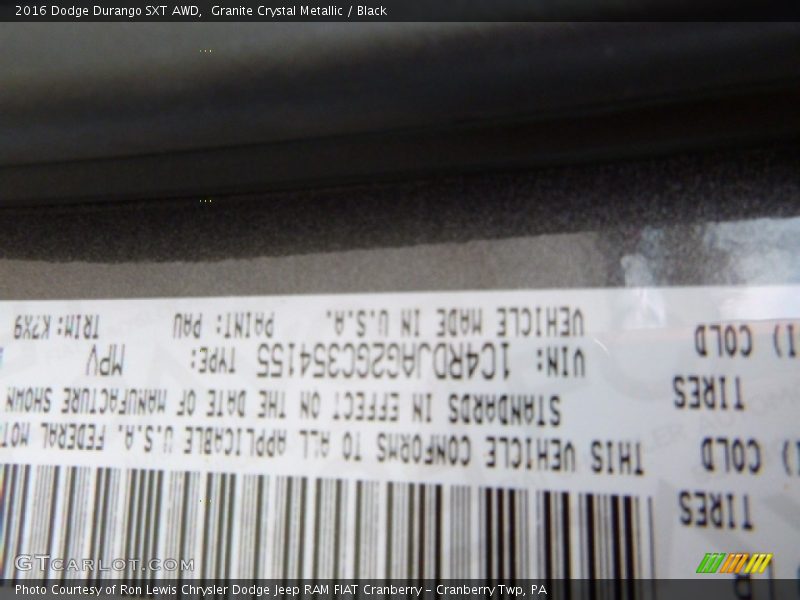 2016 Dodge Durango SXT AWD, Granite Crystal Metallic / Black
TIRES
COLD
TIRES
COLD
THIS VEHICLE CONFORMS TO ALL APPLICABLE U.S.A. FEDERAL MOT
STANDARDS IN EFFECT ON THE DATE OF MANUFACTURE SHOWN
VIN: 1C4RDJAG2GC354155 TYPE: MPV
VEHICLE MADE IN U.S.A. PAINT: PAU TRIM: K7X9
GTCARLOT.COM
Photo Courtesy of Ron Lewis Chrysler Dodge Jeep RAM FIAT Cranberry – Cranberry Twp, PA